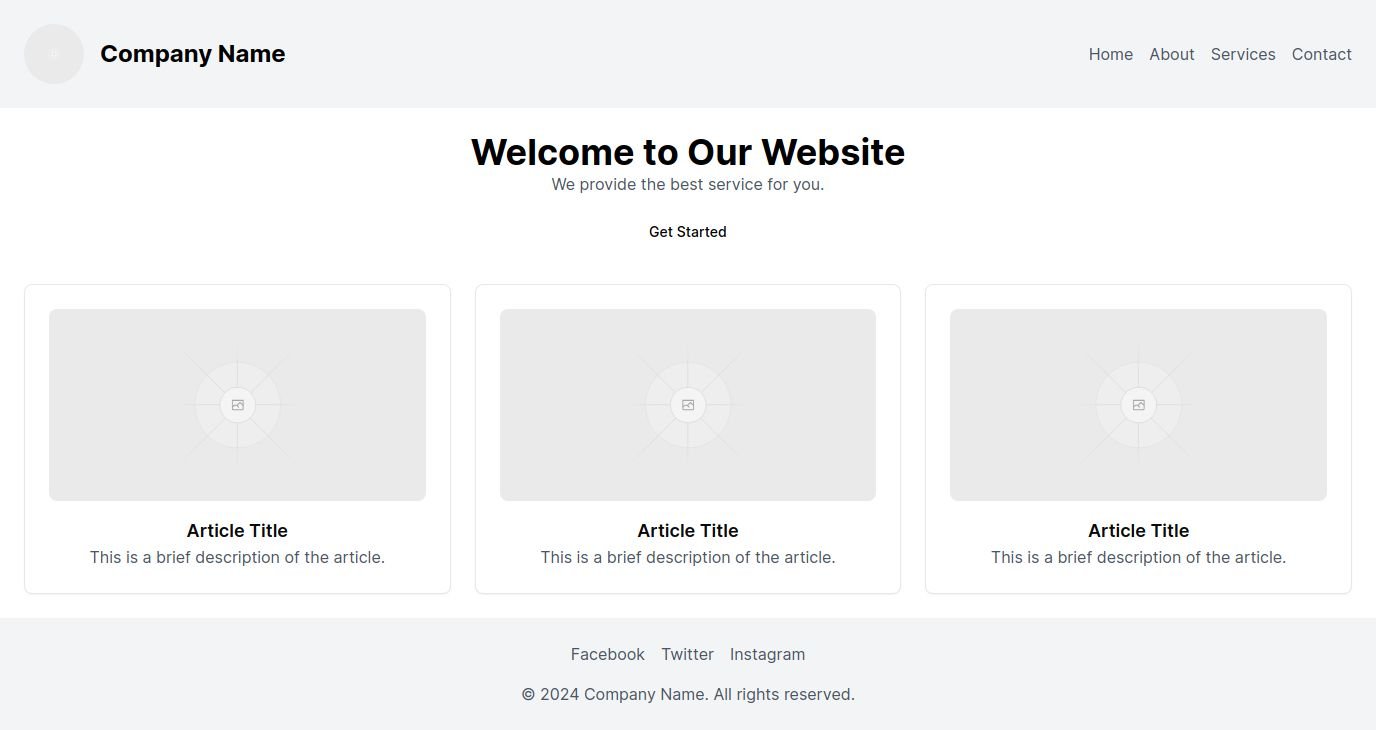 Company Name
Home About Services Contact
Welcome to Our Website
We provide the best service for you.
Get Started
Article Title
This is a brief description of the article.
Article Title
This is a brief description of the article.
Article Title
This is a brief description of the article.
Facebook Twitter Instagram
© 2024 Company Name. All rights reserved.